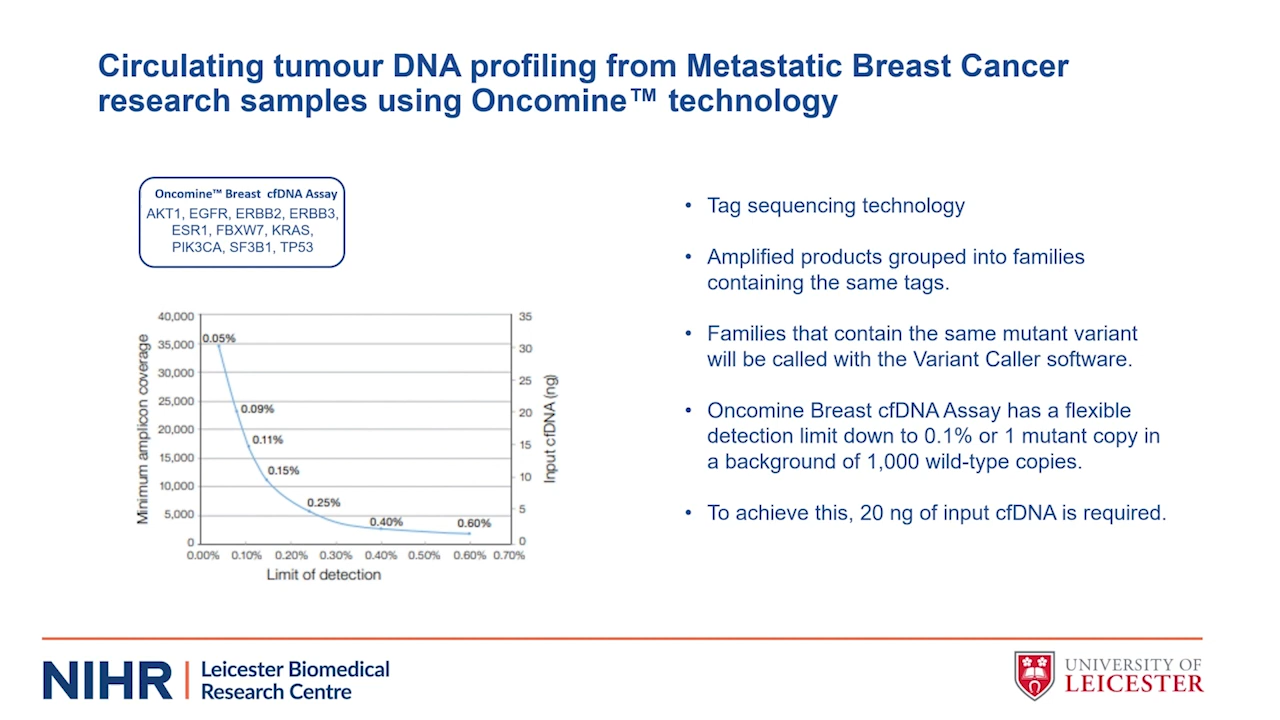 Circulating tumour DNA profiling from Metastatic Breast Cancer
research samples using Oncomine™ technology
Oncomine™ Breast cfDNA Assay
AKT1, EGFR, ERBB2, ERBB3,
ESR1, FBXW7, KRAS,
PIK3CA, SF3B1, TP53
Minimum amplicon coverage
40,000
35,000
30,000
25,000
20,000
15,000
10,000
5,000
0
0.05%
0.09%
0.11%
0.15%
0.25%
0.40%
0.60%
35
30
25
20
15
10
5
0
Input cfDNA (ng)
0.00% 0.10% 0.20% 0.30% 0.40% 0.50% 0.60% 0.70%
Limit of detection
• Tag sequencing technology
• Amplified products grouped into families
containing the same tags.
• Families that contain the same mutant variant
will be called with the Variant Caller software.
• Oncomine Breast cfDNA Assay has a flexible
detection limit down to 0.1% or 1 mutant copy in
a background of 1,000 wild-type copies.
• To achieve this, 20 ng of input cfDNA is required.
NIHR | Leicester Biomedical
Research Centre
UNIVERSITY OF
LEICESTER